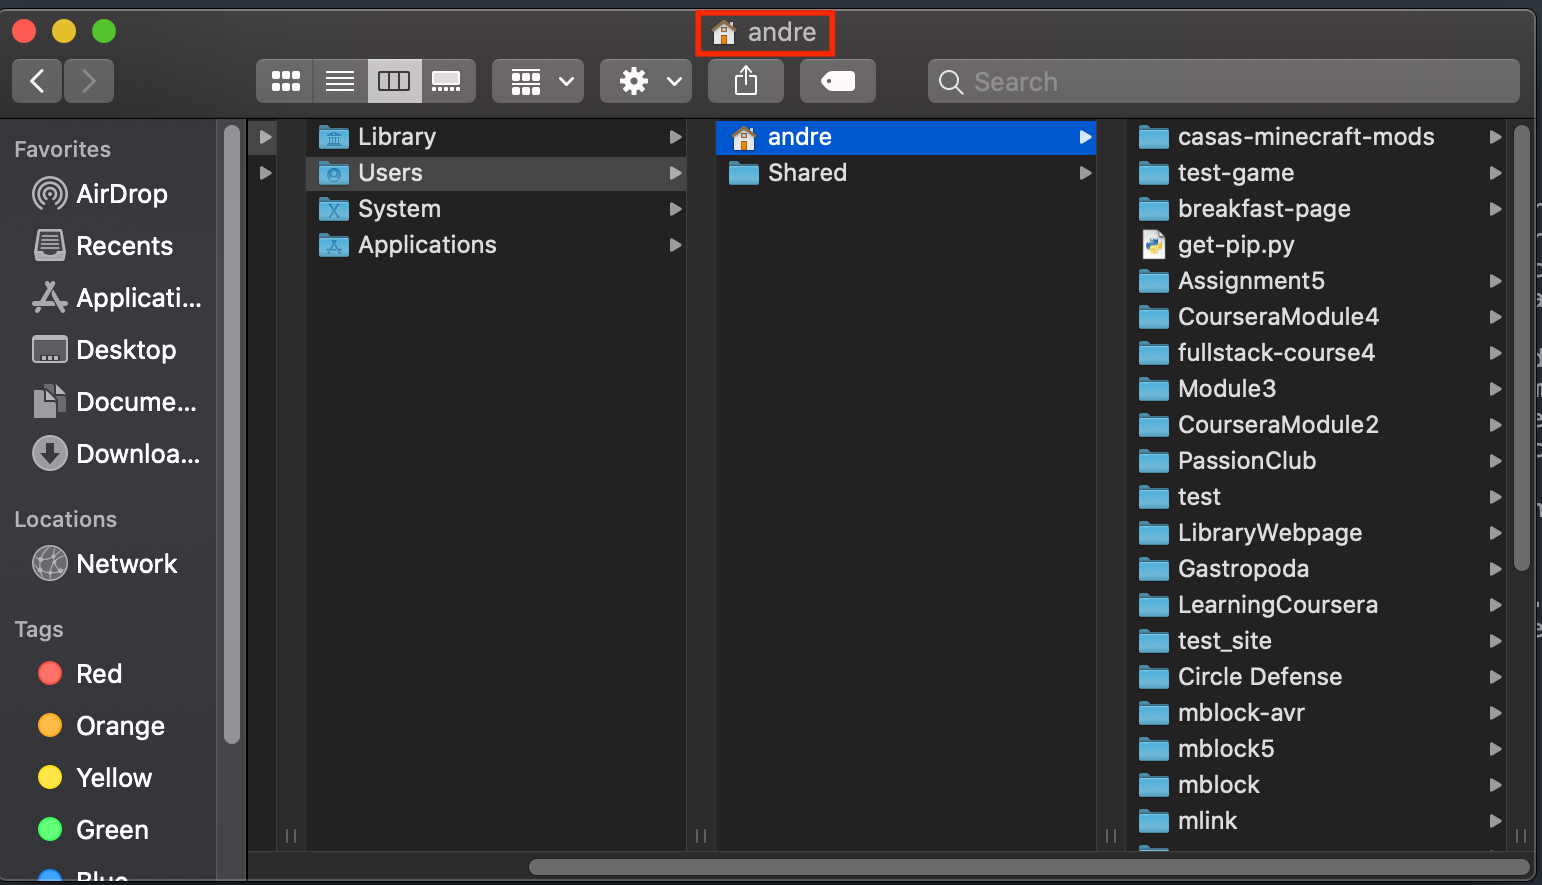 andre
Search
Favorites
AirDrop
Recents
Applicati...
Desktop
Docume...
Downloa...
Locations
Network
Tags
Red
Orange
Yellow
Green
Blue
Library
Users
System
Applications
andre
Shared
casas-minecraft-mods
test-game
breakfast-page
get-pip.py
Assignment5
CourseraModule4
fullstack-course4
Module3
CourseraModule2
PassionClub
test
LibraryWebpage
Gastropoda
LearningCoursera
test_site
Circle Defense
mblock-avr
mblock5
mblock
mlink